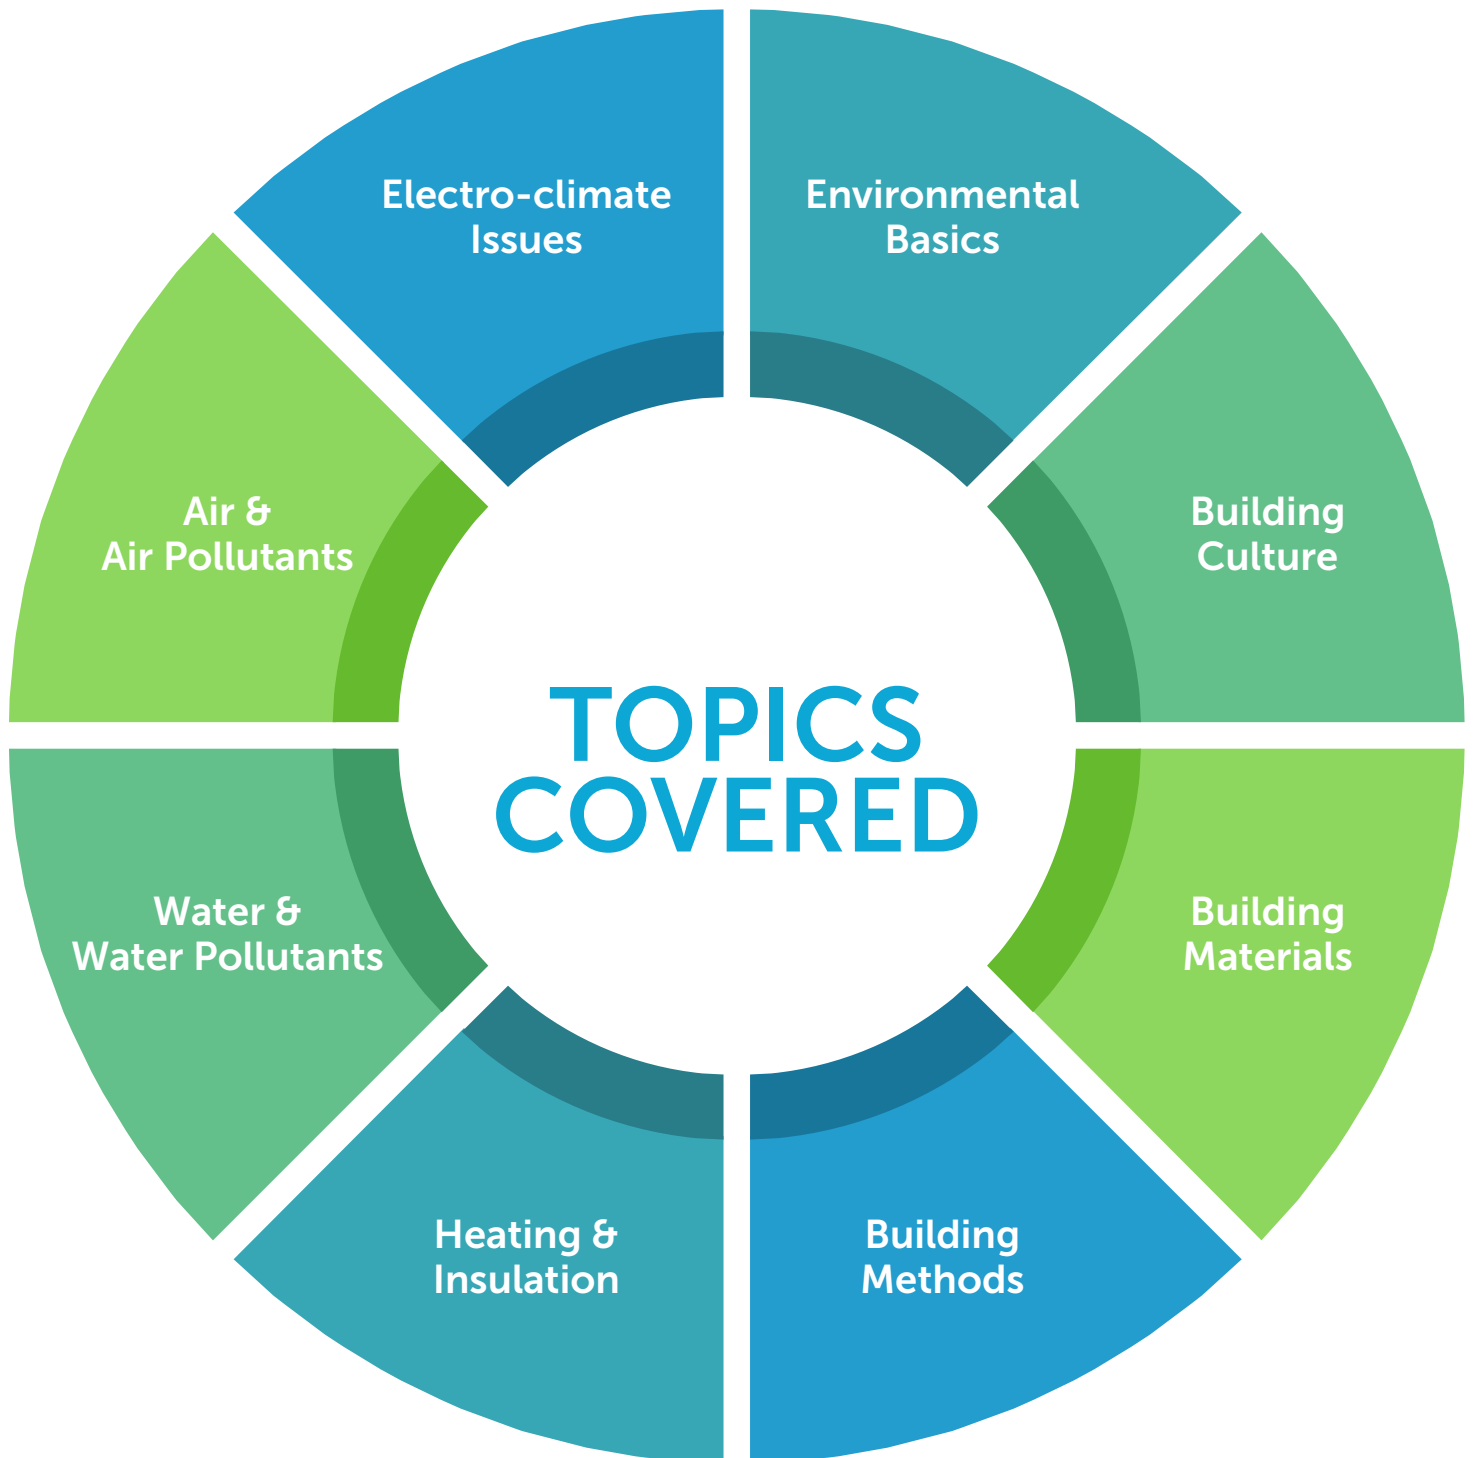 Electro-climate
Issues
Environmental
Basics
Building
Culture
Building
Materials
Building
Methods
Heating &
Insulation
Water &
Water Pollutants
Air &
Air Pollutants
TOPICS
COVERED